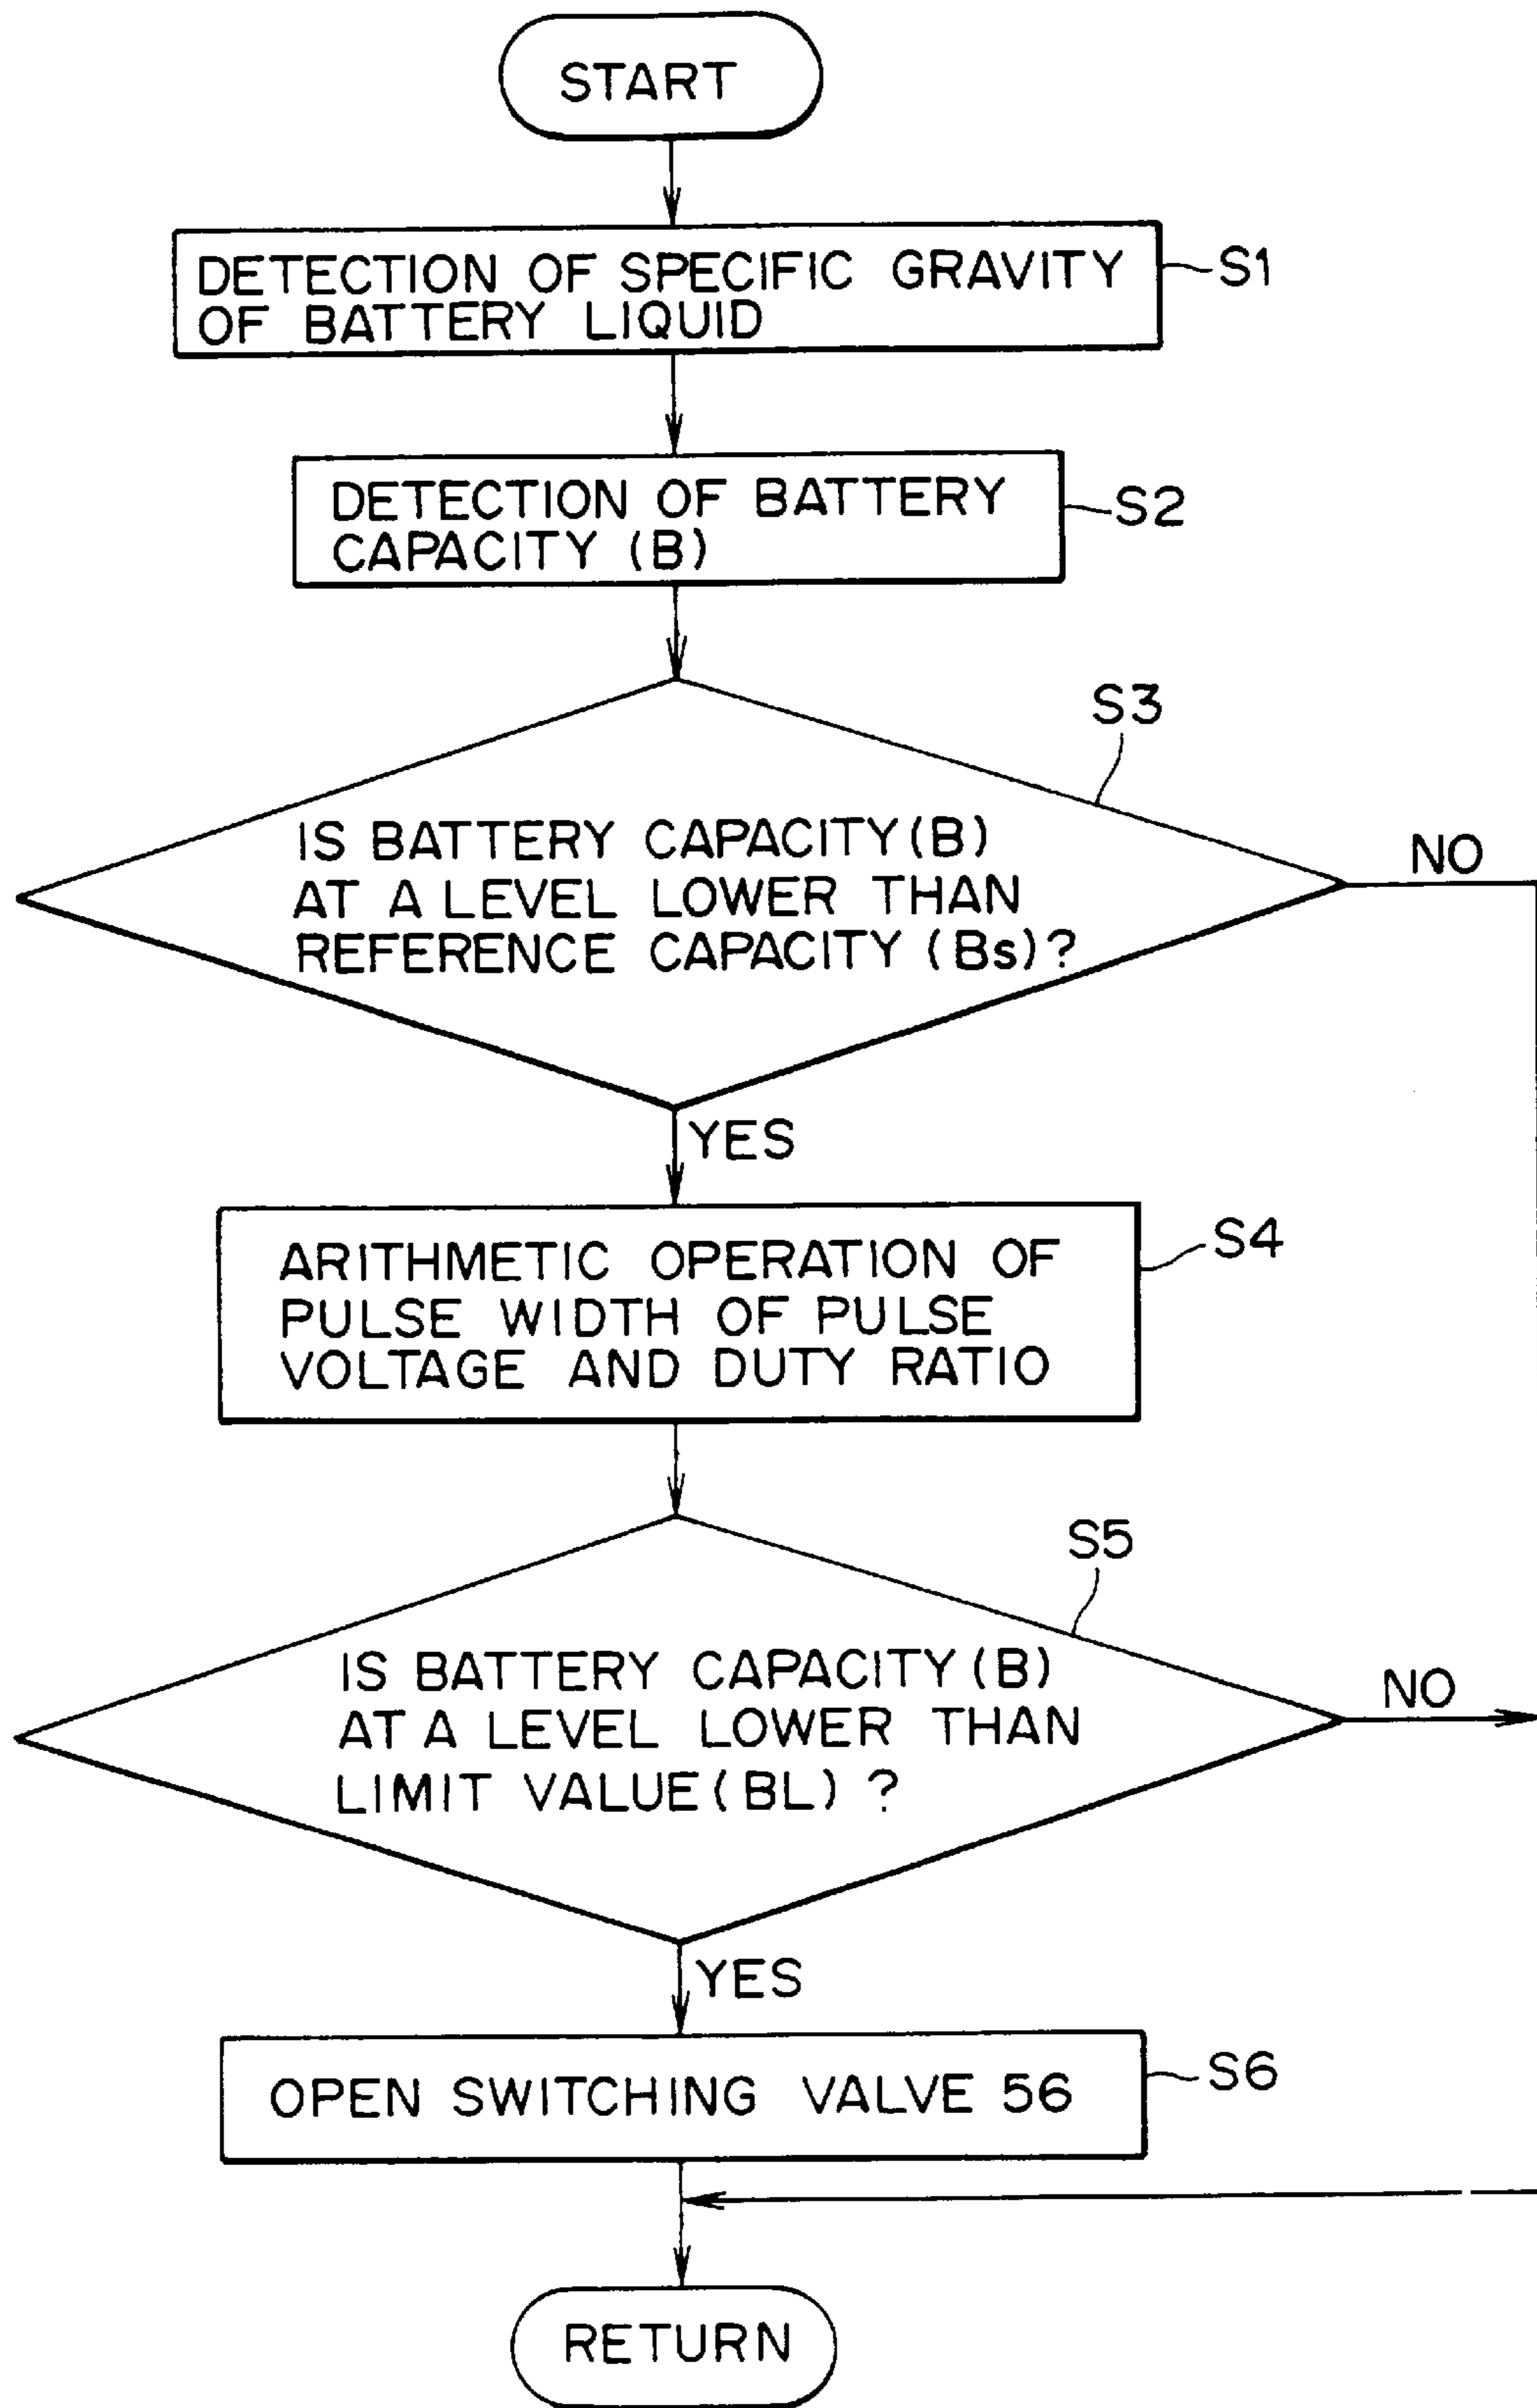 START
DETECTION OF SPECIFIC GRAVITY
OF BATTERY LIQUID
S1
DETECTION OF BATTERY
CAPACITY (B)
S2
S3
IS BATTERY CAPACITY (B)
AT A LEVEL LOWER THAN
REFERENCE CAPACITY (Bs)?
NO
YES
ARITHMETIC OPERATION OF
PULSE WIDTH OF PULSE
VOLTAGE AND DUTY RATIO
S4
S5
IS BATTERY CAPACITY (B)
AT A LEVEL LOWER THAN
LIMIT VALUE (BL) ?
NO
YES
OPEN SWITCHING VALVE 56
S6
RETURN